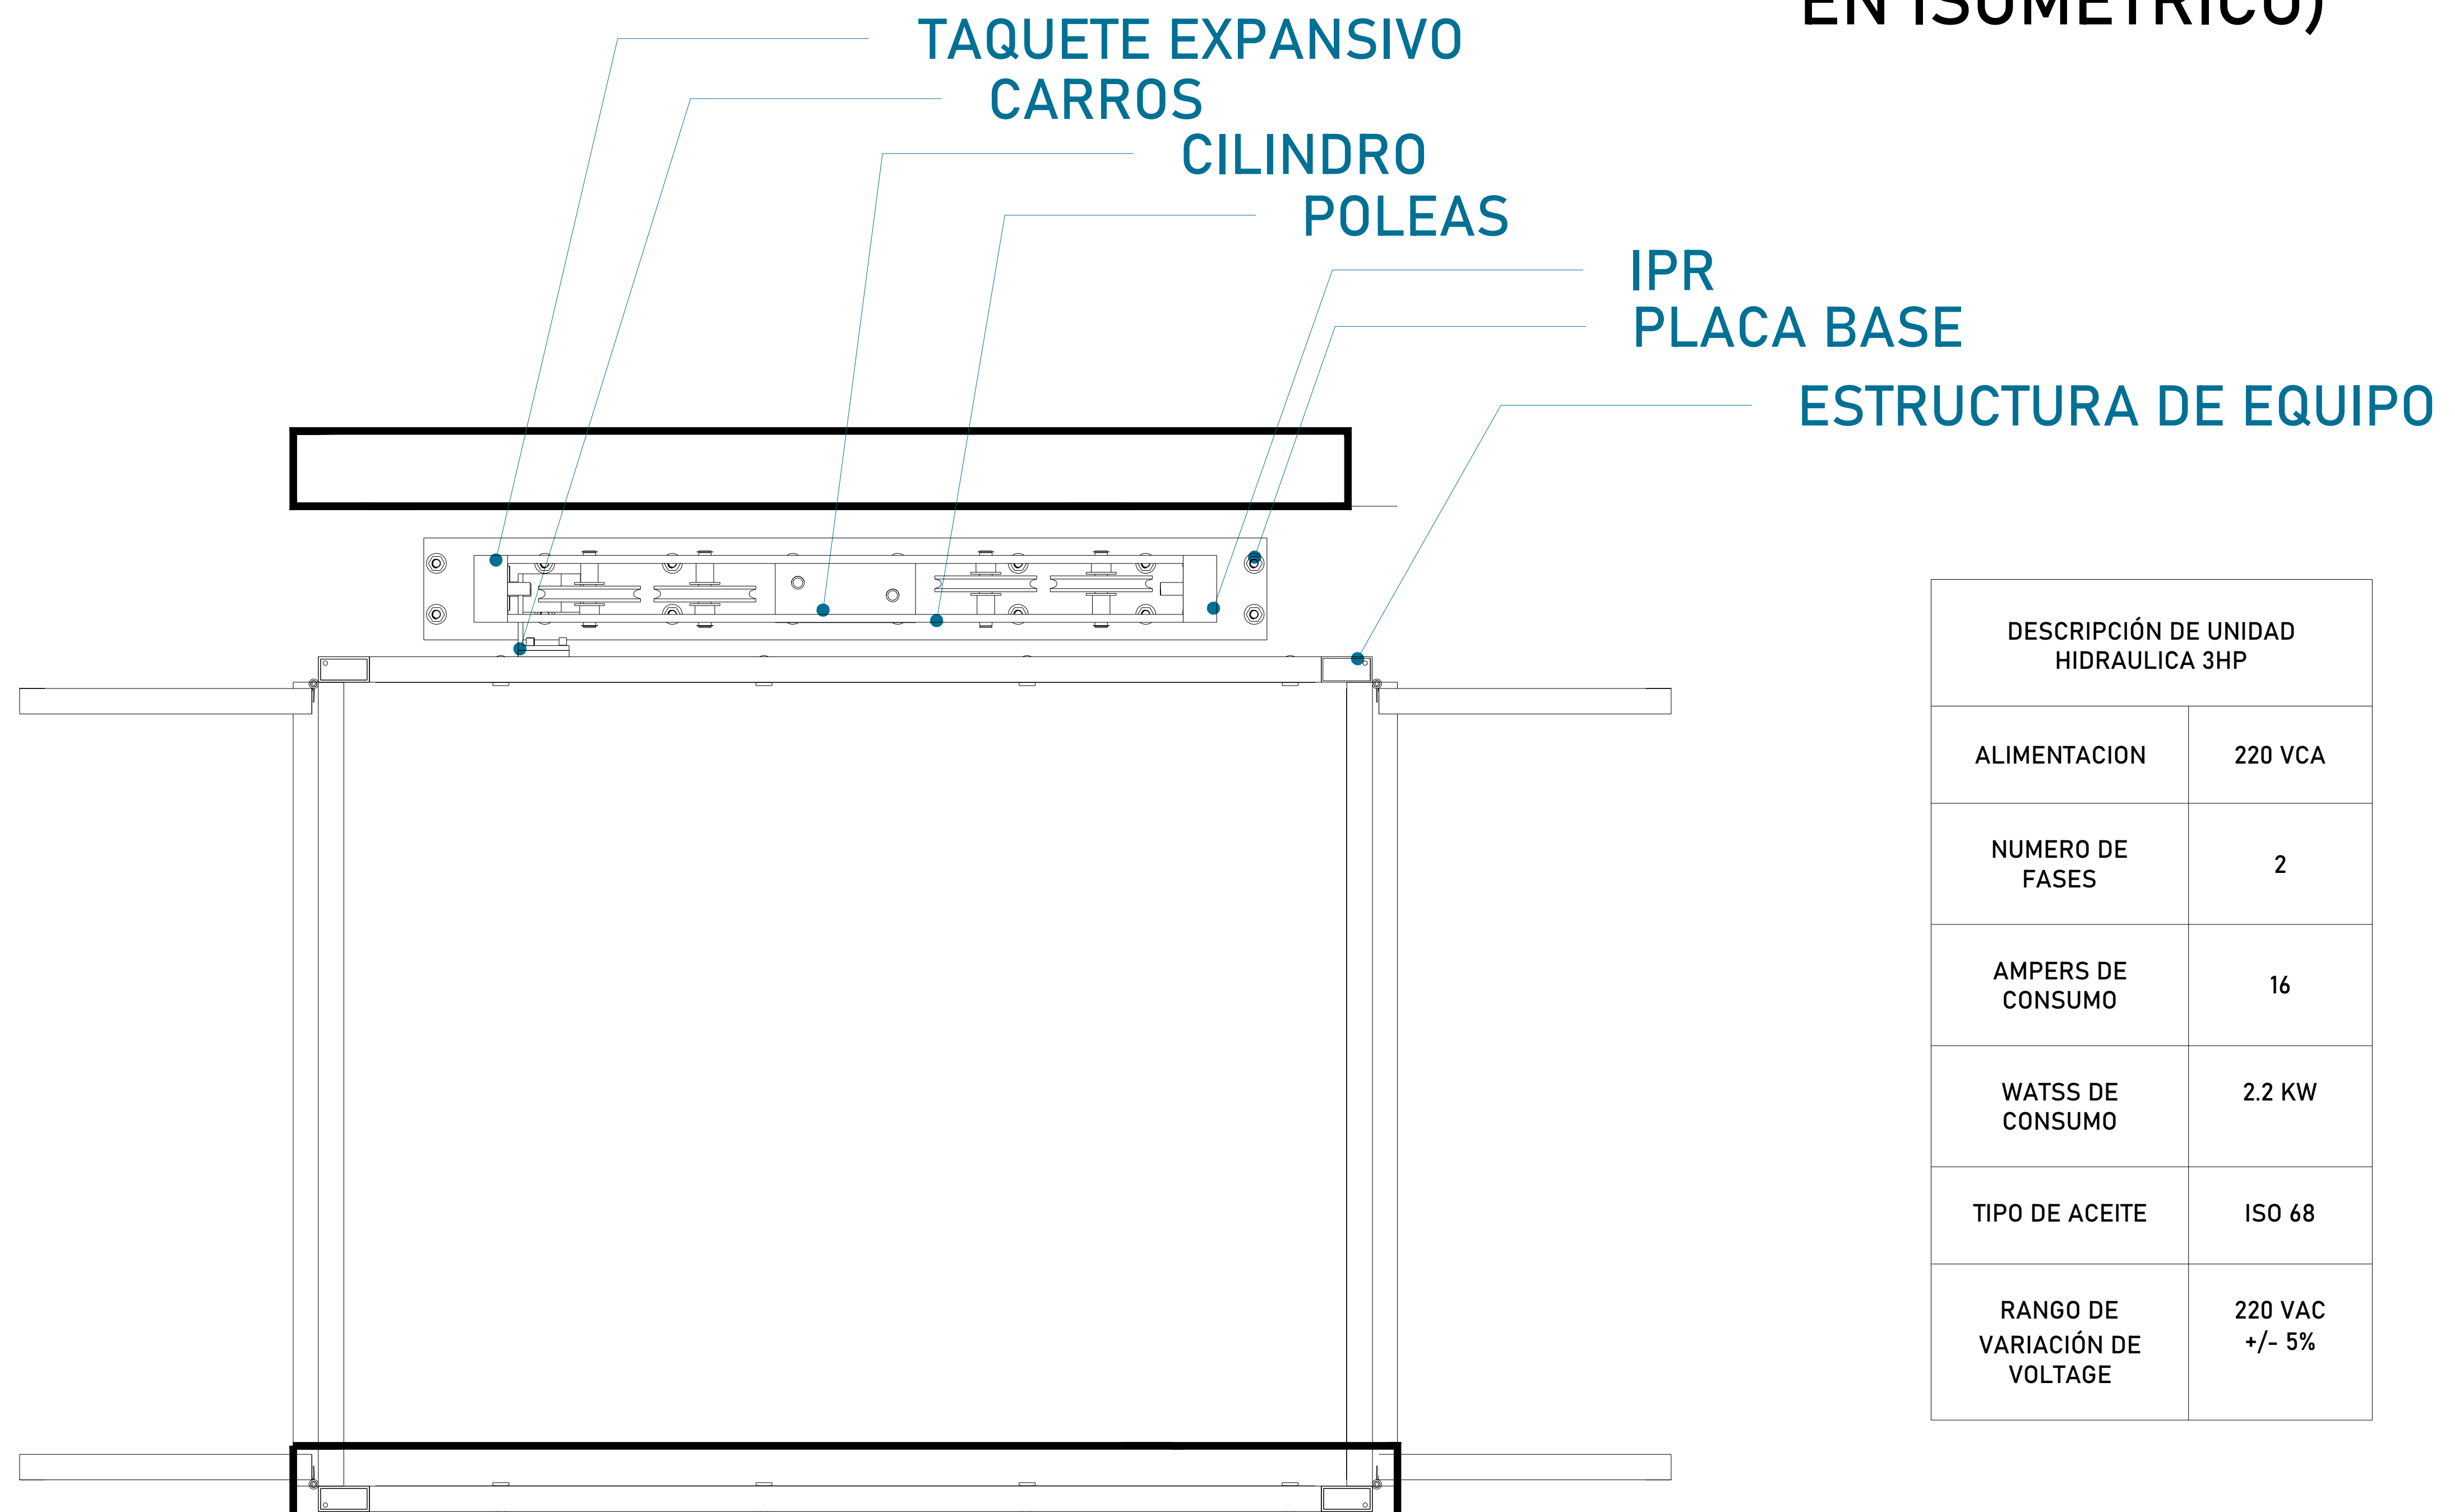 EN ISOMETRICO)
TAQUETE EXPANSIVO
CARROS
CILINDRO
POLEAS
IPR
PLACA BASE
ESTRUCTURA DE EQUIPO
DESCRIPCIÓN DE UNIDAD
HIDRAULICA 3HP
ALIMENTACION
220 VCA
NUMERO DE
FASES
2
AMPERS DE
CONSUMO
16
WATSS DE
CONSUMO
2.2 KW
TIPO DE ACEITE
ISO 68
RANGO DE
VARIACIÓN DE
VOLTAGE
220 VAC
+/- 5%